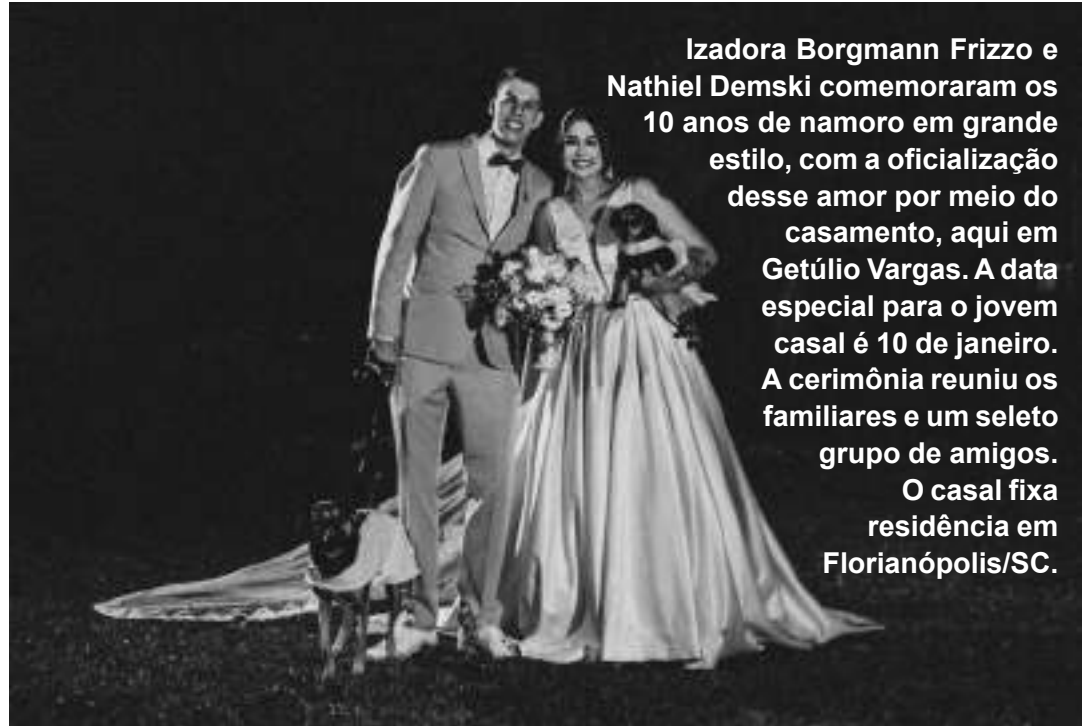 Izadora Borgmann Frizzo e
Nathiel Demski comemoraram os
10 anos de namoro em grande
estilo, com a oficialização
desse amor por meio do
casamento, aqui em
Getúlio Vargas. A data
especial para o jovem
casal é 10 de janeiro.
A cerimônia reuniu os
familiares e um seleto
grupo de amigos.
O casal fixa
residência em
Florianópolis/SC.